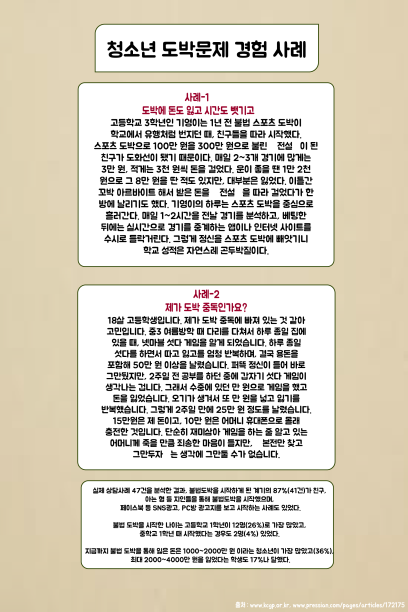 청소년 도박문제 경험 사례
사례-1
도박에 돈도 잃고 시간도 뺏기고
고등학교 3학년인 기영이는 1년 전 불법 스포츠 도박이
학교에서 유행처럼 번지던 때, 친구들을 따라 시작했다.
스포츠 도박으로 100만 원을 300만 원으로 불린 전설 이 된
친구가 도화선이 됐기 때문이다. 매일 2~3개 경기에 많게는
3만 원, 적게는 3천 원씩 돈을 걸었다. 운이 좋을 땐 1만 2천
원으로 그 8만 원을 딴 적도 있지만, 대부분은 잃었다. 이틀간
꼬박 아르바이트 해서 받은 돈을 전설 을 따라 걸었다가 한
방에 날리기도 했다. 기영이의 하루는 스포츠 도박을 중심으로
흘러간다. 매일 1~2시간을 전날 경기를 분석하고, 베팅한
뒤에는 실시간으로 경기를 중계하는 앱이나 인터넷 사이트를
수시로 들락거린다. 그렇게 정신을 스포츠 도박에 빼앗기니
학교 성적은 자연스레 곤두박질이다.
사례-2
제가 도박 중독인가요?
18살 고등학생입니다. 제가 도박 중독에 빠져 있는 것 같아
고민입니다. 중3 여름방학 때 다리를 다쳐서 하루 종일 집에
있을 때, 넷마블 섯다 게임을 알게 되었습니다. 하루 종일
섯다를 하면서 따고 잃고를 엄청 반복하며, 결국 용돈을
포함해 50만 원 이상을 날렸습니다. 퍼뜩 정신이 들어 바로
그만뒀지만, 2주일 전 공부를 하던 중에 갑자기 섯다 게임이
생각나는 겁니다. 그래서 수중에 있던 만 원으로 게임을 했고
돈을 잃었습니다. 오기가 생겨서 또 만 원을 넣고 잃기를
반복했습니다. 그렇게 2주일 만에 25만 원 정도를 날렸습니다.
15만원은 제 돈이고, 10만 원은 어머니 휴대폰으로 몰래
충전한 것입니다. 단순히 재미삼아 게임을 하는 줄 알고 있는
어머니께 죽을 만큼 죄송한 마음이 들지만, 본전만 찾고
그만두자 는 생각에 그만둘 수가 없습니다.
실제 상담사례 47건을 분석한 결과, 불법도박을 시작하게 된 계기의 87%(41건)가 친구,
아는 형 등 지인들을 통해 불법도박을 시작했으며,
페이스북 등 SNS광고, PC방 광고지를 보고 시작하는 사례도 있었다.
불법 도박을 시작한 나이는 고등학교 1학년이 12명(26%)로 가장 많았고,
중학교 1학년 때 시작했다는 경우도 2명(4%) 있었다.
지금까지 불법 도박을 통해 잃은 돈은 1000~2000만 원 이라는 청소년이 가장 많았고(36%),
최대 2000~4000만 원을 잃었다는 학생도 17%나 달했다.
출처 : www.kcgp.or.kr, www.pression.com/pages/articles/172173